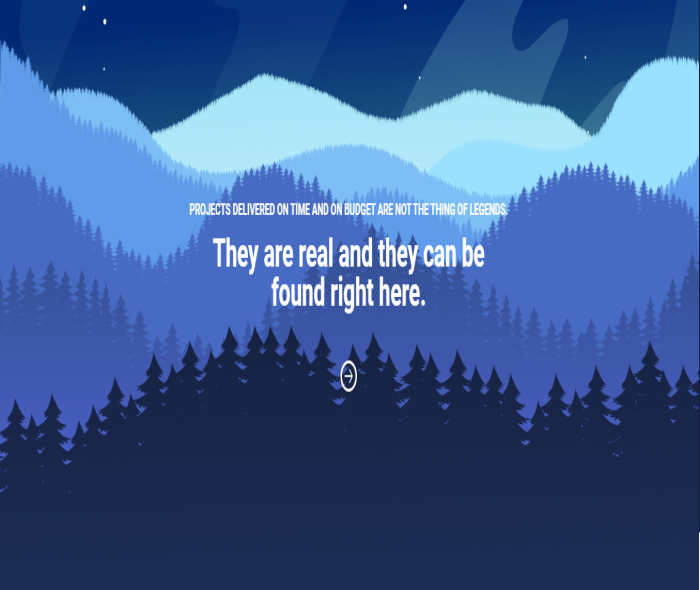 PROJECTS DELIVERED ON TIME AND ON BUDGET ARE NOT THE THING OF LEGENDS.
They are real and they can be
found right here.